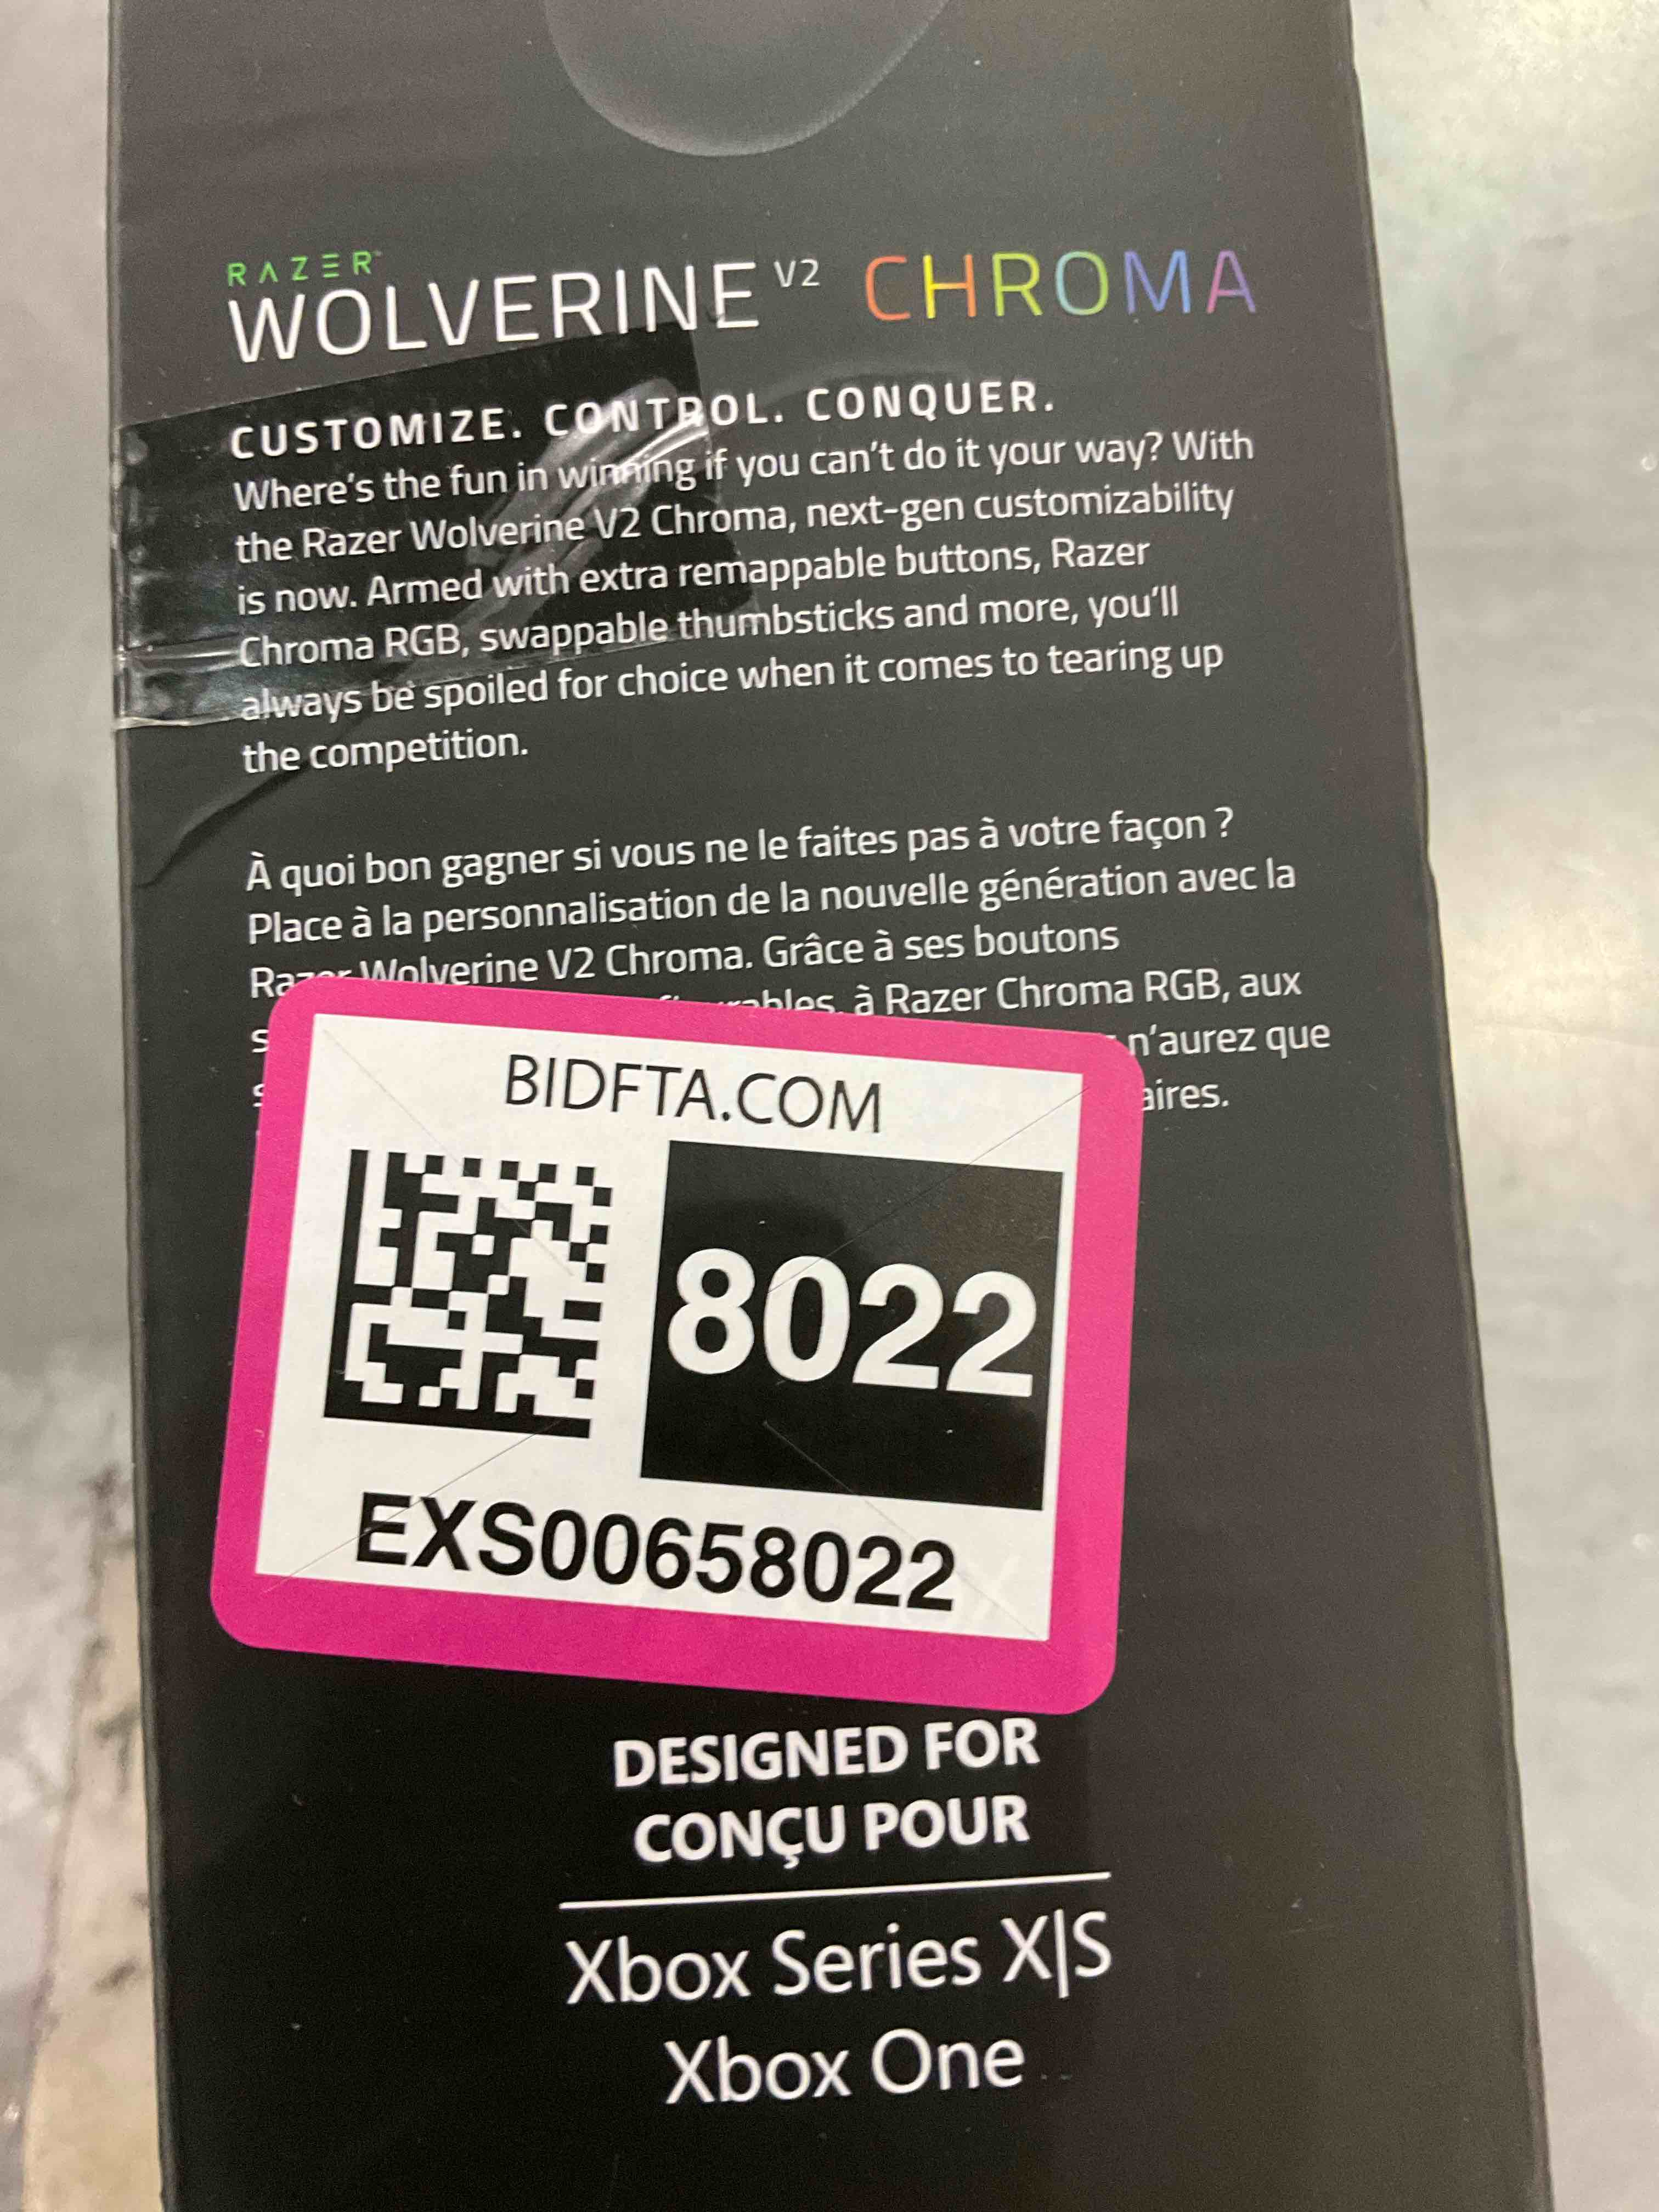 RAZER
WOLVERINE V2 CHROMA
CUSTOMIZE. CONTROL. CONQUER.
Where's the fun in winning if you can't do it your way? With
the Razer Wolverine V2 Chroma, next-gen customizability
is now. Armed with extra remappable buttons, Razer
Chroma RGB, swappable thumbsticks and more, you'll
always be spoiled for choice when it comes to tearing up
the competition.
À quoi bon gagner si vous ne le faites pas à votre façon ?
Place à la personnalisation de la nouvelle génération avec la
Razer Wolverine V2 Chroma. Grâce à ses boutons
à Razer Chroma RGB, aux
n'aurez que
BIDFTA.COM
8022
EXS00658022
DESIGNED FOR
CONÇU POUR
Xbox Series X|S
Xbox One